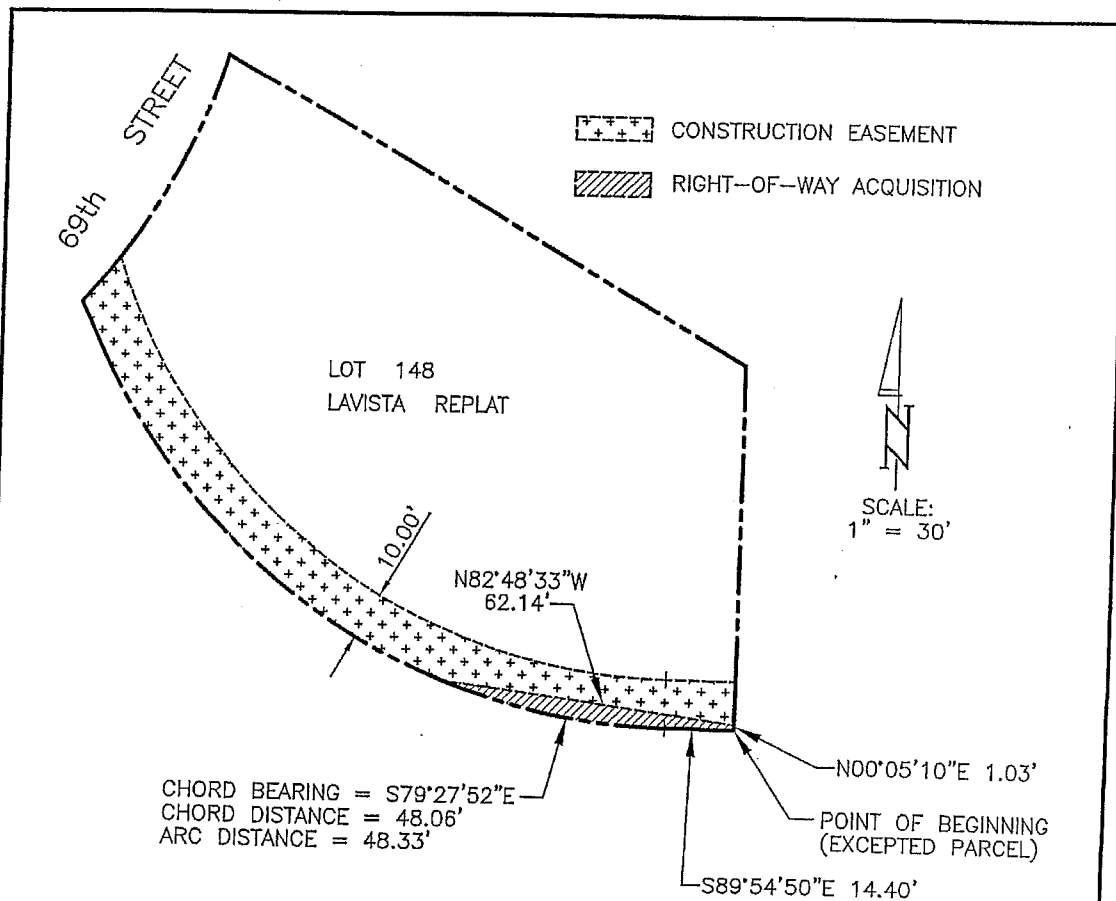 69th STREET
CONSTRUCTION EASEMENT
RIGHT-OF-WAY ACQUISITION
LOT 148
LAVISTA REPLAT
N
SCALE:
1" = 30'
10.00'
N82°48'33"W
62.14'
CHORD BEARING = S79°27'52"E
CHORD DISTANCE = 48.06'
ARC DISTANCE = 48.33'
N00°05'10"E 1.03'
POINT OF BEGINNING
(EXCEPTED PARCEL)
S89°54'50"E 14.40'